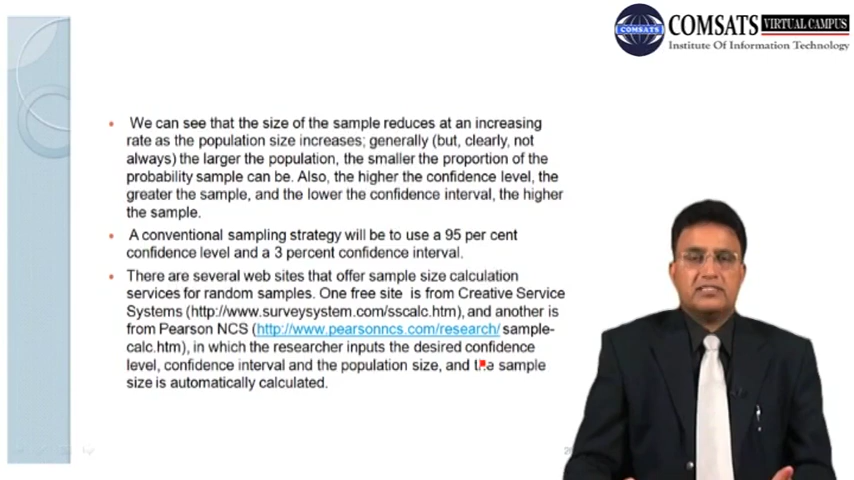 COMSATS VIRTUAL CAMPUS
COMSATS
Institute Of Information Technology
We can see that the size of the sample reduces at an increasing
rate as the population size increases; generally (but, clearly, not
always) the larger the population, the smaller the proportion of the
probability sample can be. Also, the higher the confidence level, the
greater the sample, and the lower the confidence interval, the higher
the sample.
A conventional sampling strategy will be to use a 95 per cent
confidence level and a 3 percent confidence interval.
There are several web sites that offer sample size calculation
services for random samples. One free site is from Creative Service
Systems (http://www.surveysystem.com/sscalc.htm), and another is
from Pearson NCS (http://www.pearsonncs.com/research/ sample-
calc.htm), in which the researcher inputs the desired confidence
level, confidence interval and the population size, and the sample
size is automatically calculated.